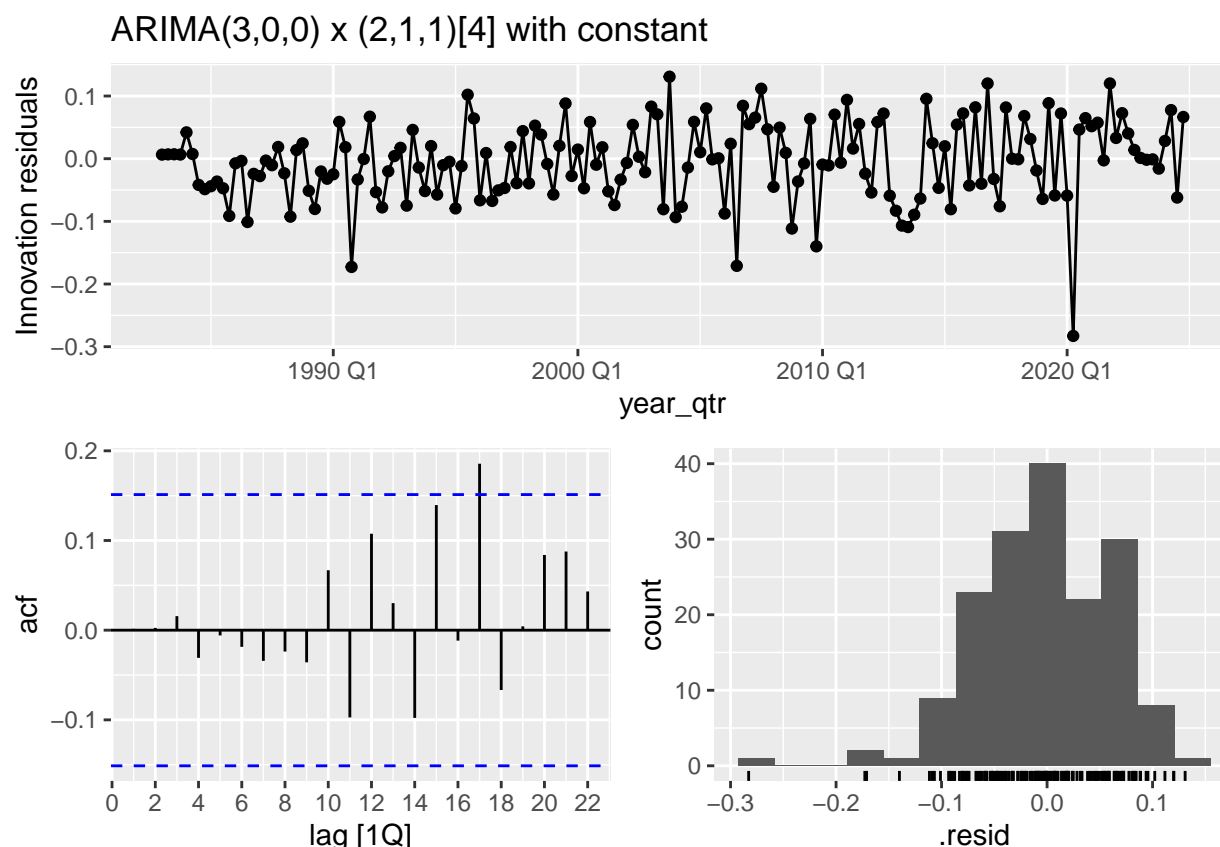 ARIMA(3,0,0) x (2,1,1)[4] with constant
Innovation residuals
0.1
0.0
−0.1
−0.2
−0.3
1990 Q1 2000 Q1 2010 Q1 2020 Q1
year_qtr
acf
0.2
0.1
0.0
−0.1
0 2 4 6 8 10 12 14 16 18 20 22
lag [1Q]
count
40
30
20
10
0
−0.3 −0.2 −0.1 0.0 0.1
.resid